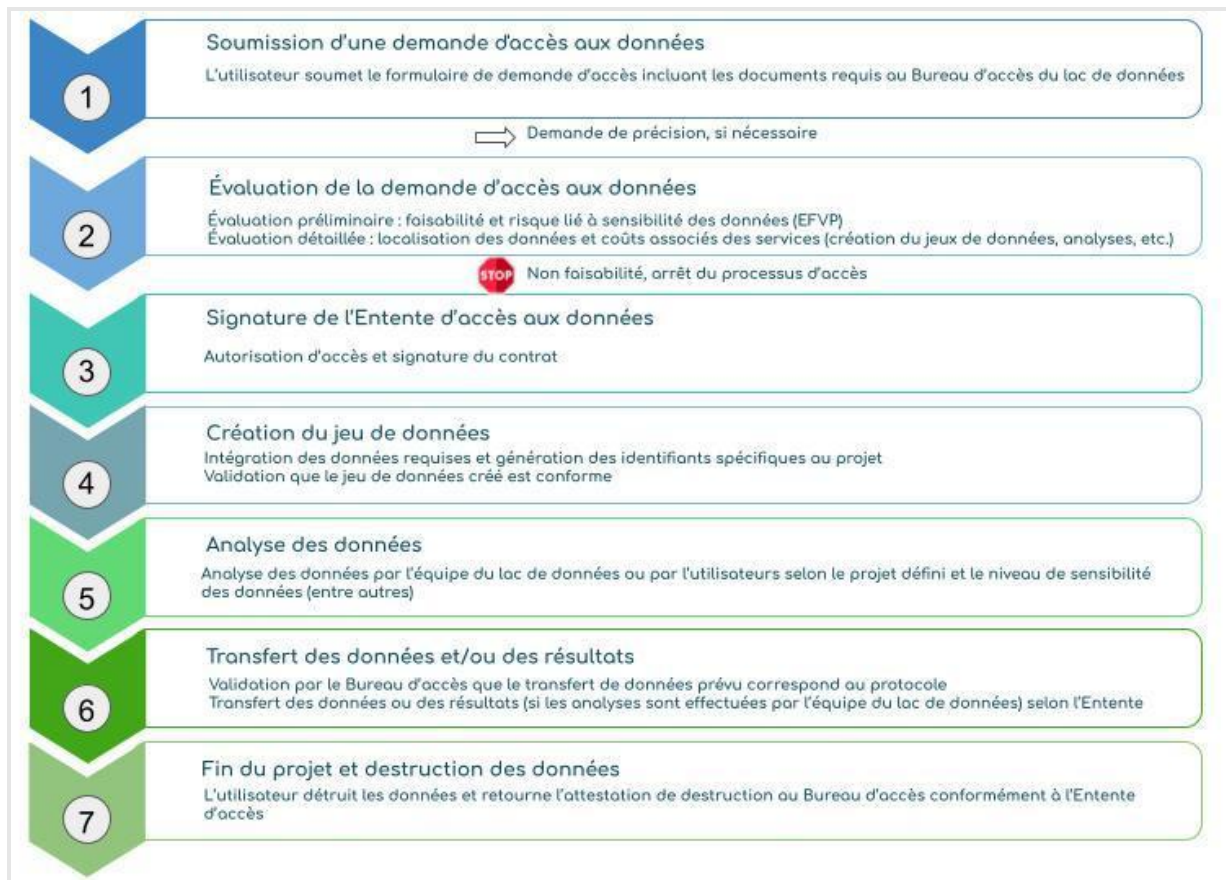 Soumission d'une demande d'accès aux données
L'utilisateur soumet le formulaire de demande d'accès incluant les documents requis au Bureau d'accès du lac de données
1
Demande de précision, si nécessaire
Évaluation de la demande d'accès aux données
Évaluation préliminaire : faisabilité et risque lié à sensibilité des données (EFVP)
2
Évaluation détaillée : localisation des données et coûts associés des services (création du jeux de données, analyses, etc.)
STOP Non faisabilité, arrêt du processus d'accès
Signature de l'Entente d'accès aux données
Autorisation d'accès et signature du contrat
3
Création du jeu de données
Intégration des données requises et génération des identifiants spécifiques au projet
Validation que le jeu de données créé est conforme
4
Analyse des données
Analyse des données par l'équipe du lac de données ou par l'utilisateurs selon le projet défini et le niveau de sensibilité
des données (entre autres)
5
Transfert des données et/ou des résultats
Validation par le Bureau d'accès que le transfert de données prévu correspond au protocole
Transfert des données ou des résultats (si les analyses sont effectuées par l'équipe du lac de données) selon l'Entente
6
Fin du projet et destruction des données
L'utilisateur détruit les données et retourne l'attestation de destruction au Bureau d'accès conformément à l'Entente
d'accès
7